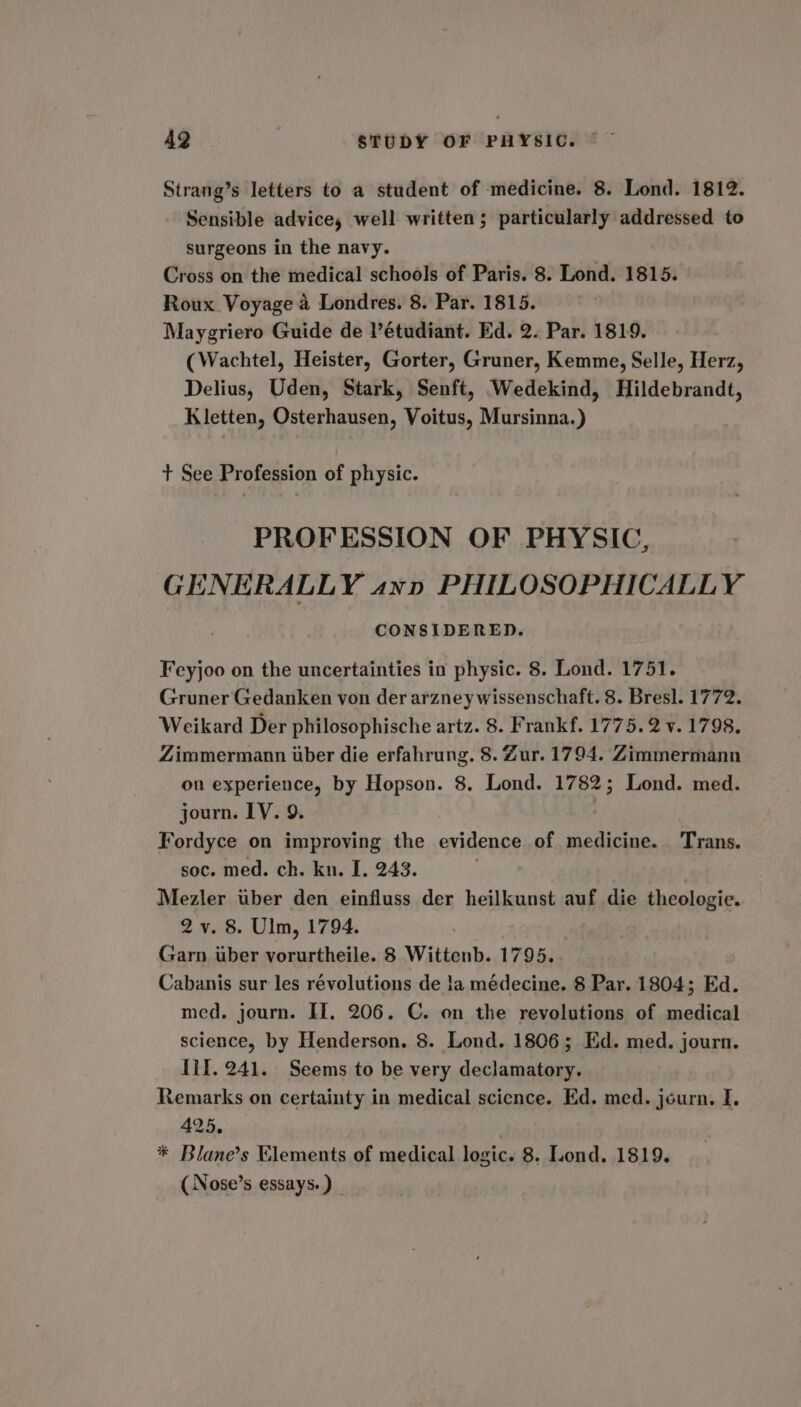 42 STUDY OF PHYSIC.
Strang's letters to a student of medicine. 8. Lond. 1812.
Sensible advice, well written; particularly addressed to
surgeons in the navy.
Cross on the medical schools of Paris. 8. Lond. 1815.
Roux Voyage à Londres. 8. Par. 1815.
Maygriero Guide de l'étudiant. Ed. 2. Par. 1819.
(Wachtel, Heister, Gorter, Gruner, Kemme, Selle, Herz,
Delius, Uden, Stark, Senft, Wedekind, Hildebrandt,
Kletten, Osterhausen, Voitus, Mursinna.)
† See Profession of physic.
PROFESSION OF PHYSIC,
GENERALLY AND PHILOSOPHICALLY
CONSIDERED.
Feyjoo on the uncertainties in physic. 8. Lond. 1751.
Gruner Gedanken von der arzneywissenschaft. 8. Bresl. 1772.
Weikard Der philosophische artz. 8. Frankf. 1775. 2 v. 1798.
Zimmermann über die erfahrung. 8. Zur. 1794. Zimmermann
on experience, by Hopson. 8. Lond. 1782; Lond. med.
journ. IV. 9.
Fordyce on improving the evidence of medicine. Trans.
soc. med. ch. kn. I. 243.
Mezler über den einfluss der heilkunst auf die theologie.
2 v. 8. Ulm, 1794.
Garn über vorurtheile. 8 Wittenb. 1795.
Cabanis sur les révolutions de la médecine. 8 Par. 1804; Ed.
med. journ. II. 206. C. on the revolutions of medical
science, by Henderson. 8. Lond. 1806; Ed. med. journ.
III. 241. Seems to be very declamatory.
Remarks on certainty in medical science. Ed. med. journ. I.
425.
* Blane's Elements of medical logic. 8. Lond. 1819.
(Nose's essays.)